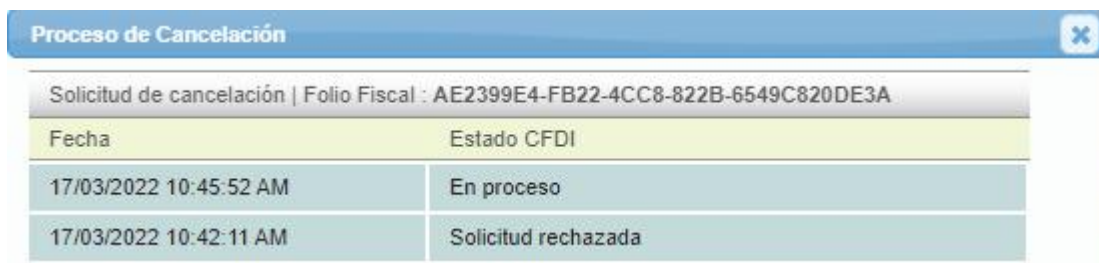 Proceso de Cancelación
Solicitud de cancelación | Folio Fiscal : AE2399E4-FB22-4CC8-822B-6549C820DE3A
Fecha Estado CFDI
17/03/2022 10:45:52 AM En proceso
17/03/2022 10:42:11 AM Solicitud rechazada